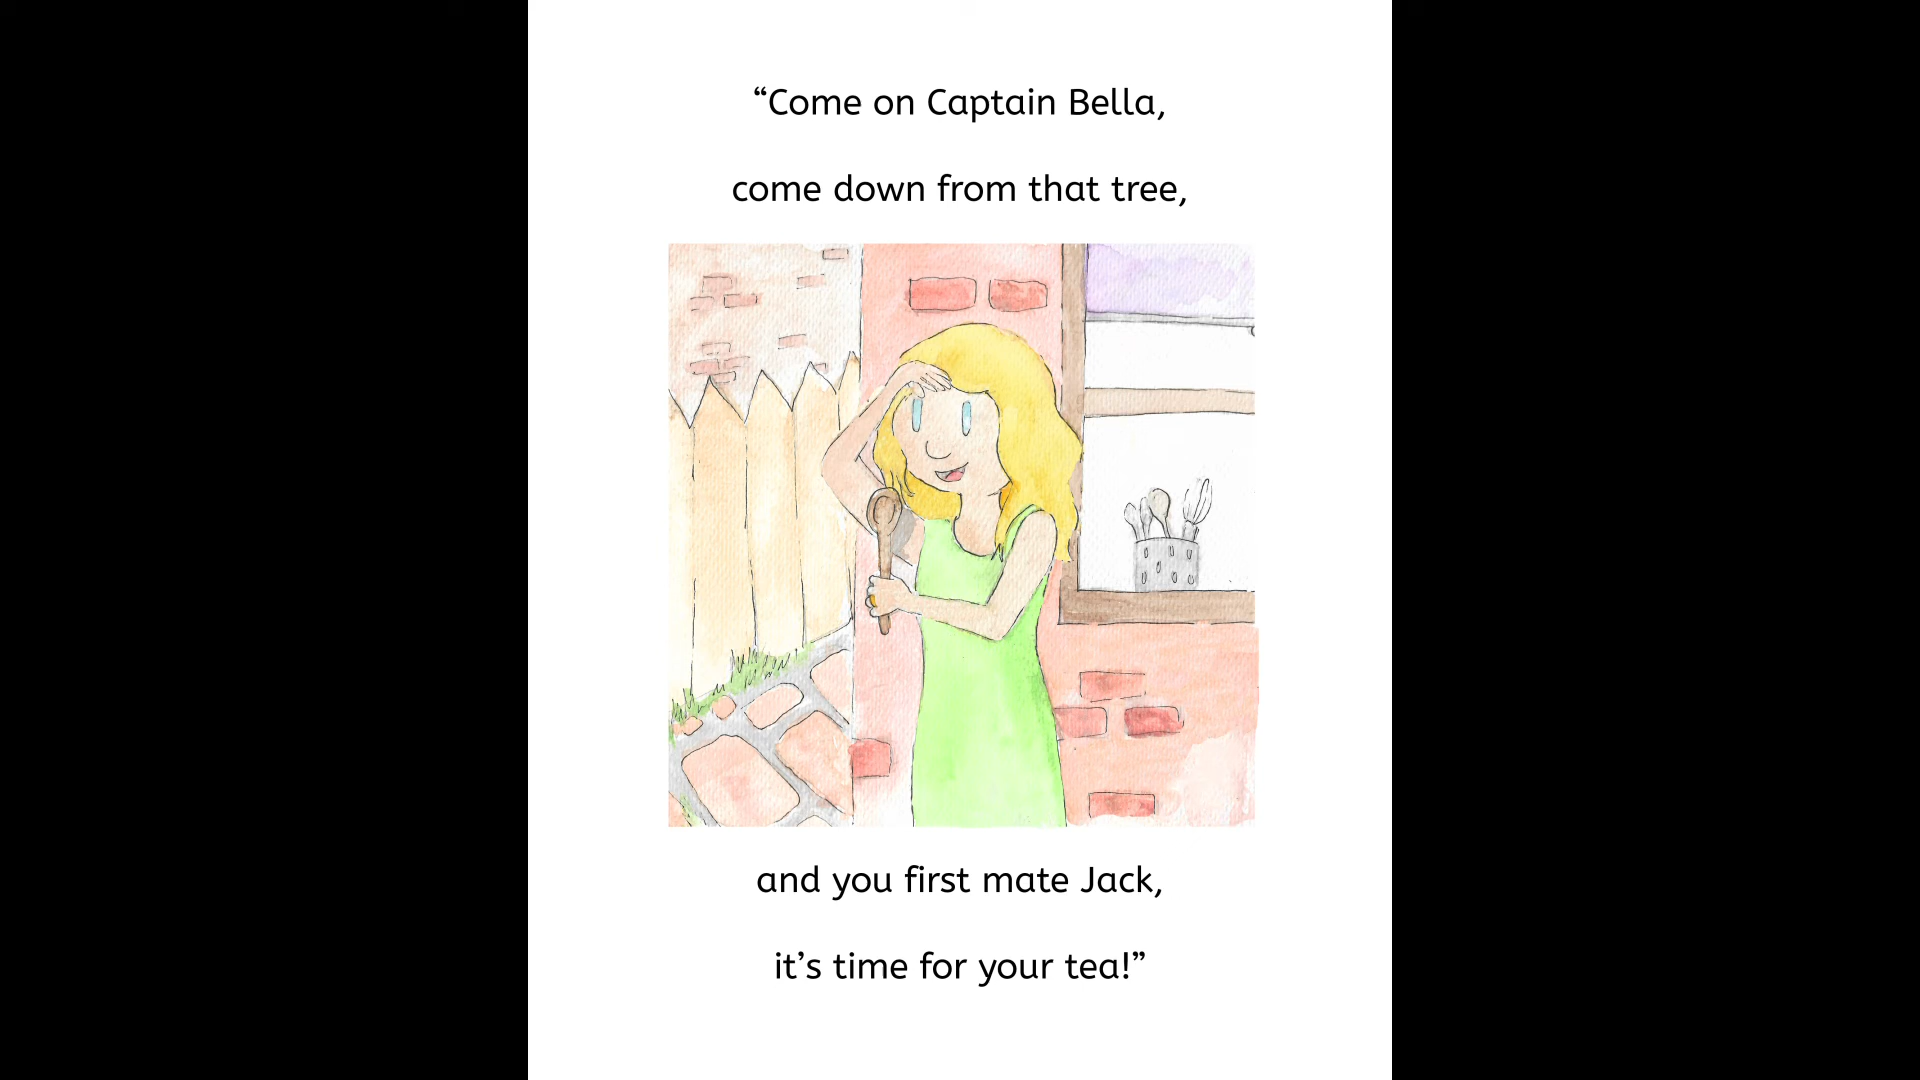 “Come on Captain Bella,
come down from that tree,
and you first mate Jack,
it’s time for your tea!”